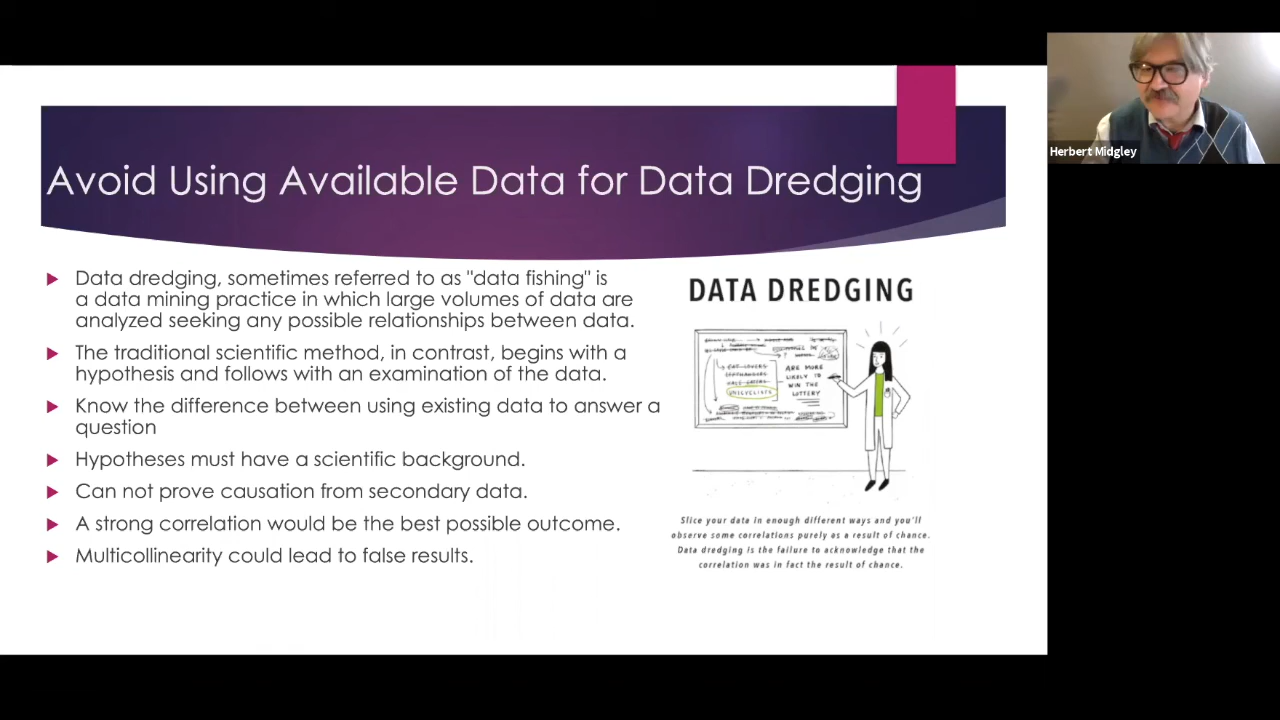 Avoid Using Available Data for Data Dredging
Herbert Midgley
Data dredging, sometimes referred to as "data fishing" is
a data mining practice in which large volumes of data are
analyzed seeking any possible relationships between data.
The traditional scientific method, in contrast, begins with a
hypothesis and follows with an examination of the data.
Know the difference between using existing data to answer a
question
Hypotheses must have a scientific background.
Can not prove causation from secondary data.
A strong correlation would be the best possible outcome.
Multicollinearity could lead to false results.
DATA DREDGING
CAT-LOVERS
LEFTHANDERS
UNICYCLISTS
ARE MORE
LIKELY TO
WIN THE
LOTTERY
Slice your data in enough different ways and you'll
observe some correlations purely as a result of chance.
Data dredging is the failure to acknowledge that the
correlation was in fact the result of chance.